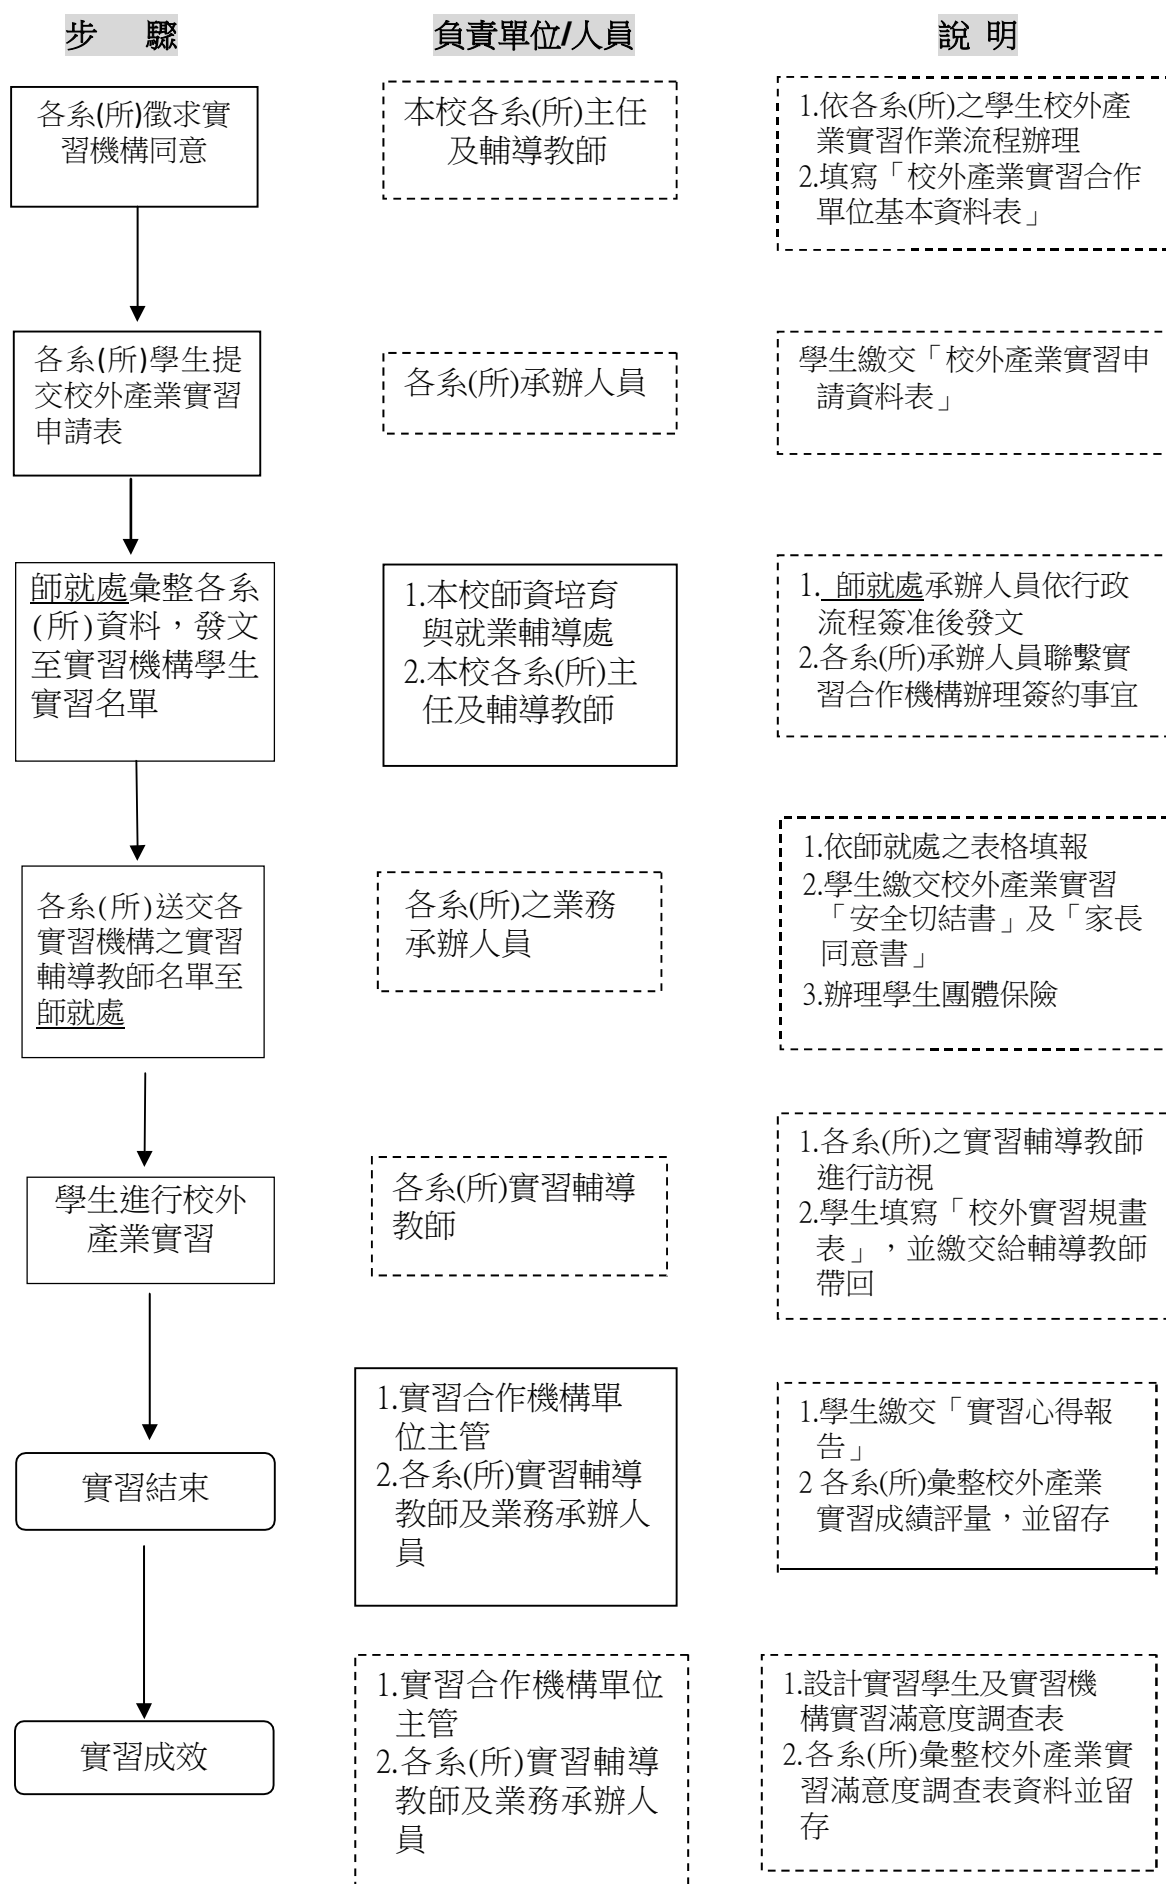 步 驟
負責單位/人員
說 明
各系(所)徵求實
習機構同意
本校各系(所)主任
及輔導教師
1.依各系(所)之學生校外產
業實習作業流程辦理
2.填寫「校外產業實習合作
單位基本資料表」
各系(所)學生提
交校外產業實習
申請表
各系(所)承辦人員
學生繳交「校外產業實習申
請資料表」
師就處彙整各系
(所)資料，發文
至實習機構學生
實習名單
1.本校師資培育
與就業輔導處
2.本校各系(所)主
任及輔導教師
1. 師就處承辦人員依行政
流程簽准後發文
2.各系(所)承辦人員聯繫實
習合作機構辦理簽約事宜
各系(所)送交各
實習機構之實習
輔導教師名單至
師就處
各系(所)之業務
承辦人員
1.依師就處之表格填報
2.學生繳交校外產業實習
「安全切結書」及「家長
同意書」
3.辦理學生團體保險
學生進行校外
產業實習
各系(所)實習輔導
教師
1.各系(所)之實習輔導教師
進行訪視
2.學生填寫「校外實習規畫
表」，並繳交給輔導教師
帶回
實習結束
1.實習合作機構單
位主管
2.各系(所)實習輔導
教師及業務承辦人
員
1.學生繳交「實習心得報
告」
2 各系(所)彙整校外產業
實習成績評量，並留存
實習成效
1.實習合作機構單位
主管
2.各系(所)實習輔導
教師及業務承辦人
員
1.設計實習學生及實習機
構實習滿意度調查表
2.各系(所)彙整校外產業實
習滿意度調查表資料並留
存